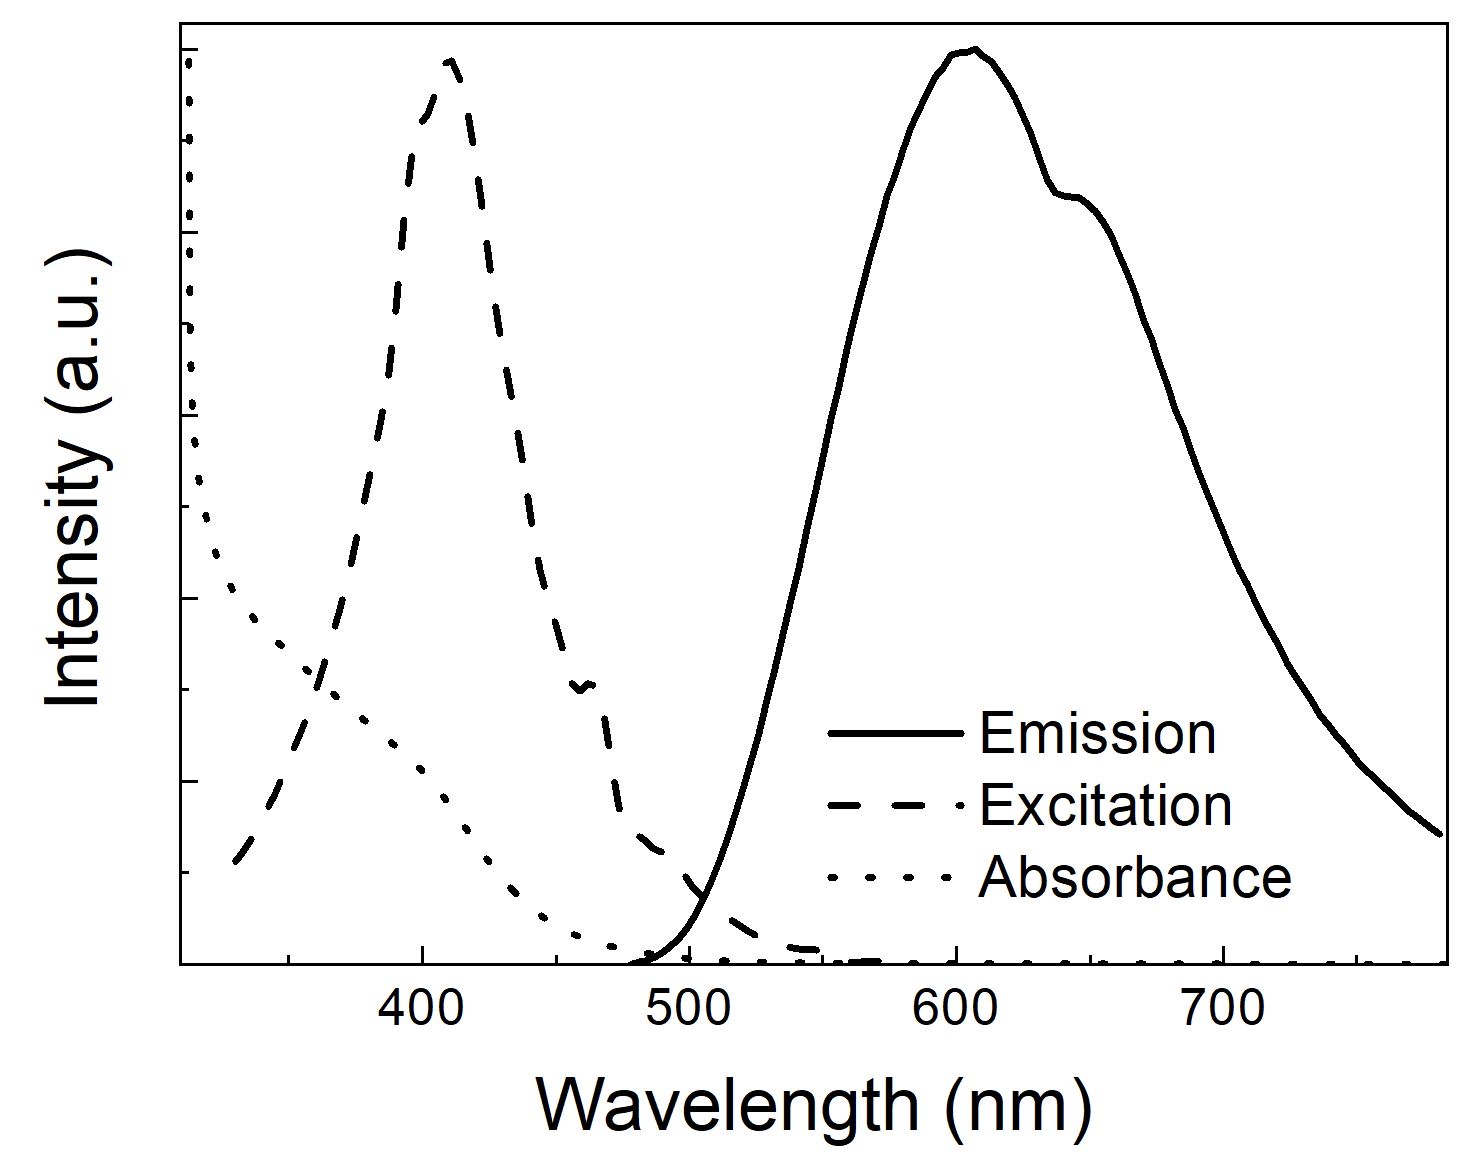 Intensity (a.u.)
Emission
Excitation
Absorbance
400 500 600 700
Wavelength (nm)